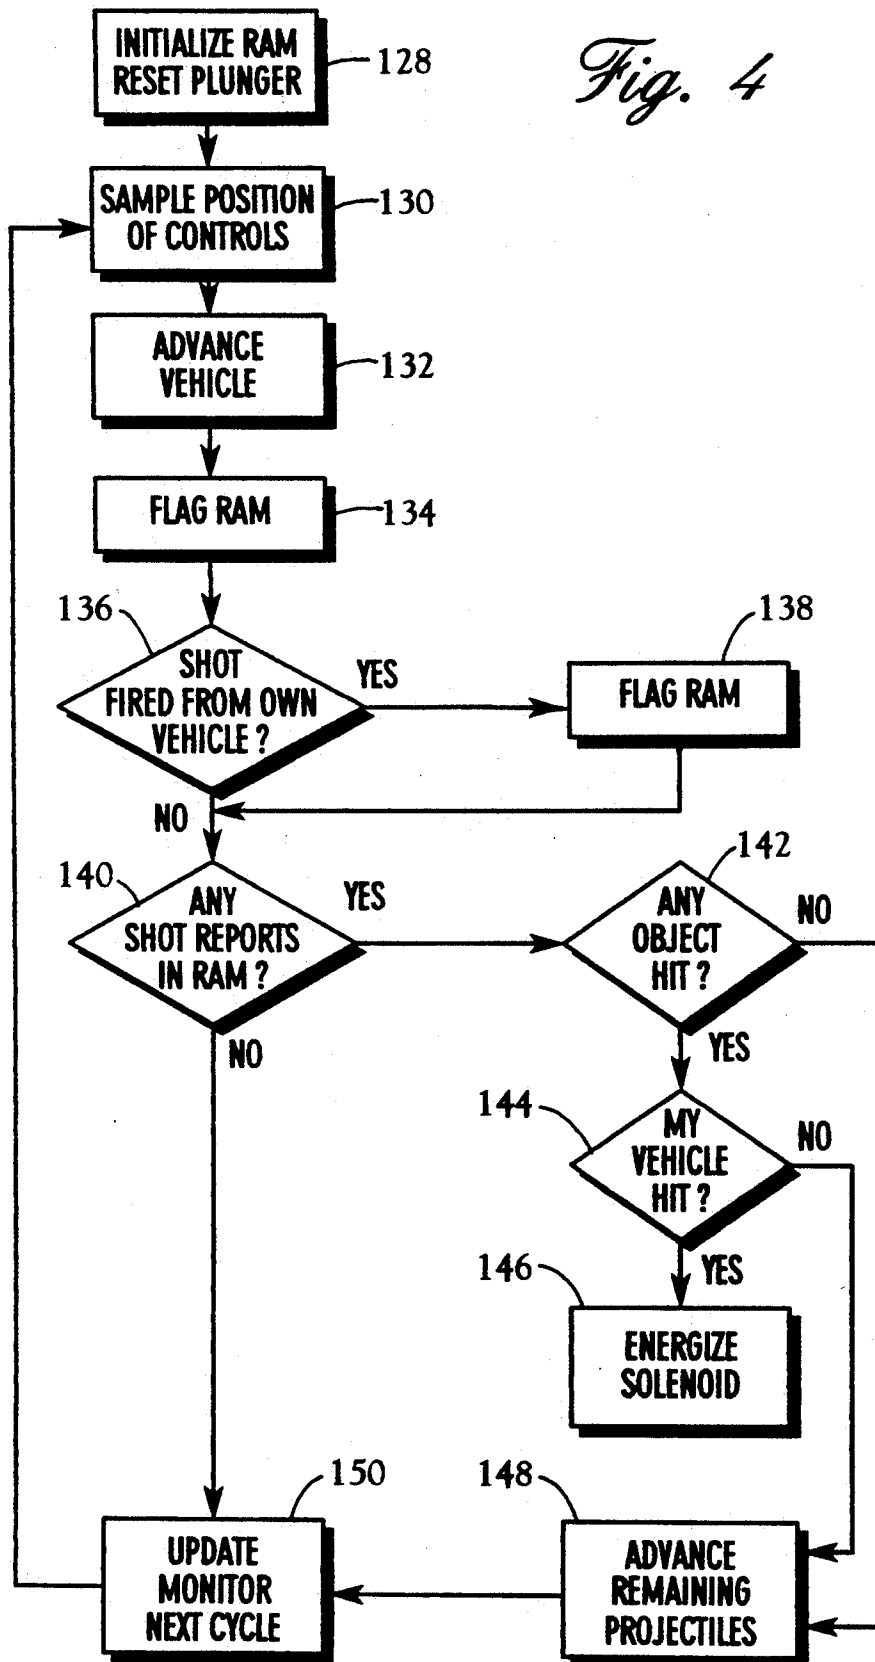 INITIALIZE RAM
RESET PLUNGER
128
Fig. 4
SAMPLE POSITION
OF CONTROLS
130
ADVANCE
VEHICLE
132
FLAG RAM
134
136
SHOT
FIRED FROM OWN
VEHICLE ?
YES
138
FLAG RAM
NO
140
ANY
SHOT REPORTS
IN RAM ?
YES
142
ANY
OBJECT
HIT ?
NO
NO
YES
144
MY
VEHICLE
HIT ?
NO
YES
146
ENERGIZE
SOLENOID
150
UPDATE
MONITOR
NEXT CYCLE
148
ADVANCE
REMAINING
PROJECTILES